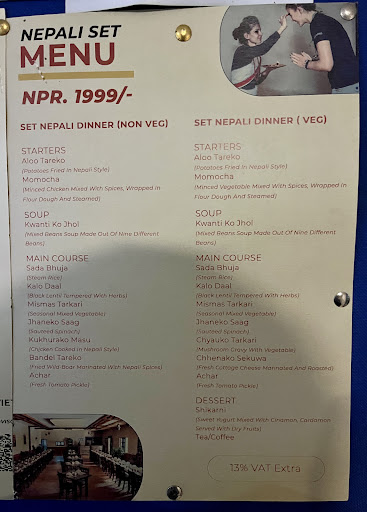 NEPALI SET
MENU
NPR. 1999/-
SET NEPALI DINNER (NON VEG)
STARTERS
Aloo Tareko
(Potatoes Fried In Nepali Style)
Momocha
(Minced Chicken Mixed With Spices, Wrapped In
Flour Dough And Steamed)
SOUP
Kwanti Ko Jhol
(Mixed Beans Soup Made Out Of Nine Different
Beans)
MAIN COURSE
Sada Bhuja
(Steam Rice)
Kalo Daal
(Black Lentil Tempered With Herbs)
Mismas Tarkari
(Seasonal Mixed Vegetable)
Jhaneko Saag
(Sauteed Spinach)
Kukhurako Masu
(Chicken Cooked In Nepali Style)
Bandel Tareko
(Fried Wild Boar Marinated With Nepali Spices)
Achar
(Fresh Tomato Pickle)
SET NEPALI DINNER ( VEG)
STARTERS
Aloo Tareko
(Potatoes Fried In Nepali Style)
Momocha
(Minced Vegetable Mixed With Spices, Wrapped In
Flour Dough And Steamed)
SOUP
Kwanti Ko Jhol
(Mixed Beans Soup Made Out Of Nine Different
Beans)
MAIN COURSE
Sada Bhuja
(Steam Rice)
Kalo Daal
(Black Lentil Tempered With Herbs)
Mismas Tarkari
(Seasonal Mixed Vegetable)
Jhaneko Saag
(Sauteed Spinach)
Chyauko Tarkari
(Mushroom Gravy With Vegetable)
Chhenako Sekuwa
(Fresh Cottage Cheese Marinated And Roasted)
Achar
(Fresh Tomato Pickle)
DESSERT
Shikarni
(Sweet Yogurt Mixed With Cinamon, Cardamon
Served With Dry Fruits)
Tea/Coffee
13% VAT Extra